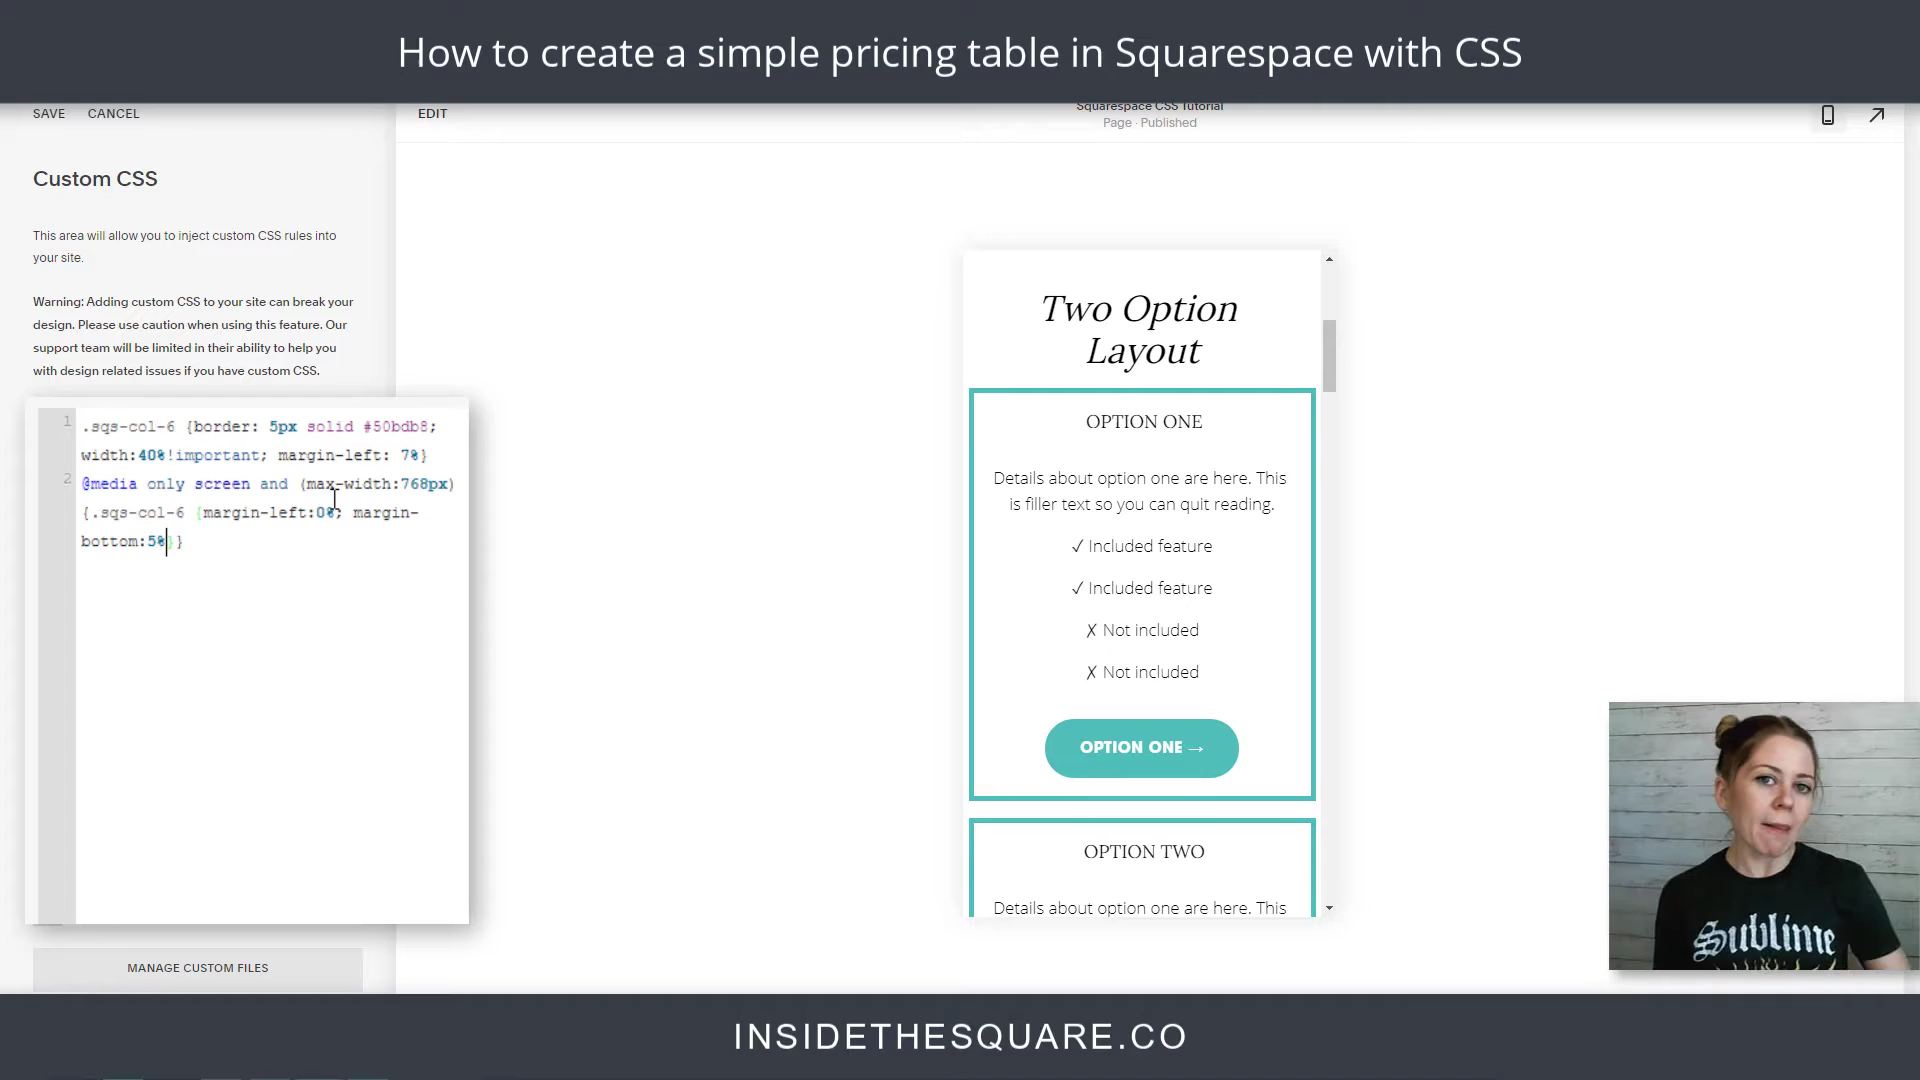 How to create a simple pricing table in Squarespace with CSS
SAVE CANCEL
EDIT
Squarespace CSS Tutorial
Page · Published
Custom CSS
This area will allow you to inject custom CSS rules into
your site.
Warning: Adding custom CSS to your site can break your
design. Please use caution when using this feature. Our
support team will be limited in their ability to help you
with design related issues if you have custom CSS.
1 .sqs-col-6 {border: 5px solid #50bdb8;
width:40%!important; margin-left: 7%}
2 @media only screen and (max-width:768px)
{.sqs-col-6 {margin-left:0%; margin-
bottom:5%}}
MANAGE CUSTOM FILES
Two Option
Layout
OPTION ONE
Details about option one are here. This
is filler text so you can quit reading.
✓ Included feature
✓ Included feature
✗ Not included
✗ Not included
OPTION ONE →
OPTION TWO
Details about option one are here. This
Sublime
INSIDETHESQUARE.CO